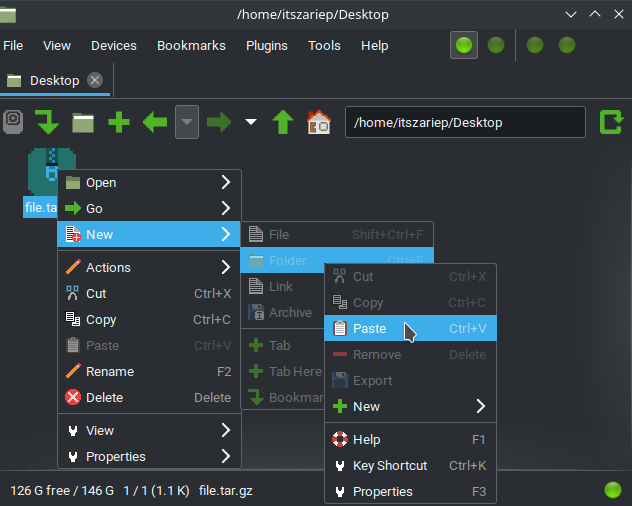 /home/itszariep/Desktop
File View Devices Bookmarks Plugins Tools Help
Desktop
/home/itszariep/Desktop
file.ta
Open
Go
New
Actions
Cut Ctrl+X
Copy Ctrl+C
Paste Ctrl+V
Rename F2
Delete Delete
View
Properties
File Shift+Ctrl+F
Folder Ctrl+F
Link
Archive
Tab
Tab Here
Bookmar
Cut Ctrl+X
Copy Ctrl+C
Paste Ctrl+V
Remove Delete
Export
New
Help F1
Key Shortcut Ctrl+K
Properties F3
126 G free / 146 G 1 / 1 (1.1 K) file.tar.gz